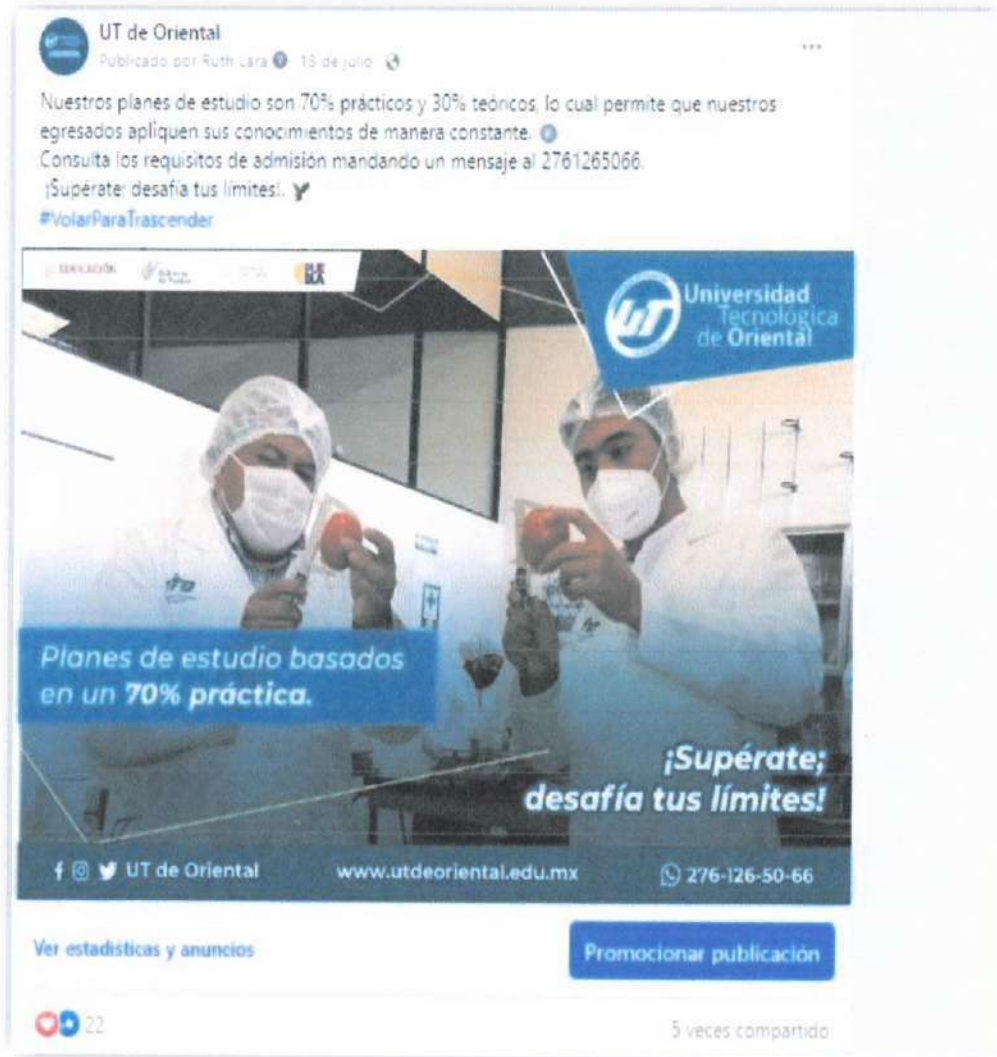 UT de Oriental
Publicado por Ruth Lara 13 de julio
Nuestros planes de estudio son 70% prácticos y 30% teóricos, lo cual permite que nuestros
egresados apliquen sus conocimientos de manera constante.
Consulta los requisitos de admisión mandando un mensaje al 2761265066.
¡Supérate; desafía tus límites!.
#VolarParaTrascender
EDUCACIÓN
PUEBLA
UT
Universidad
Tecnológica
de Oriental
Planes de estudio basados
en un 70% práctica.
¡Supérate;
desafía tus límites!
UT de Oriental www.utdeoriental.edu.mx 276-126-50-66
Ver estadísticas y anuncios Promocionar publicación
22 5 veces compartido